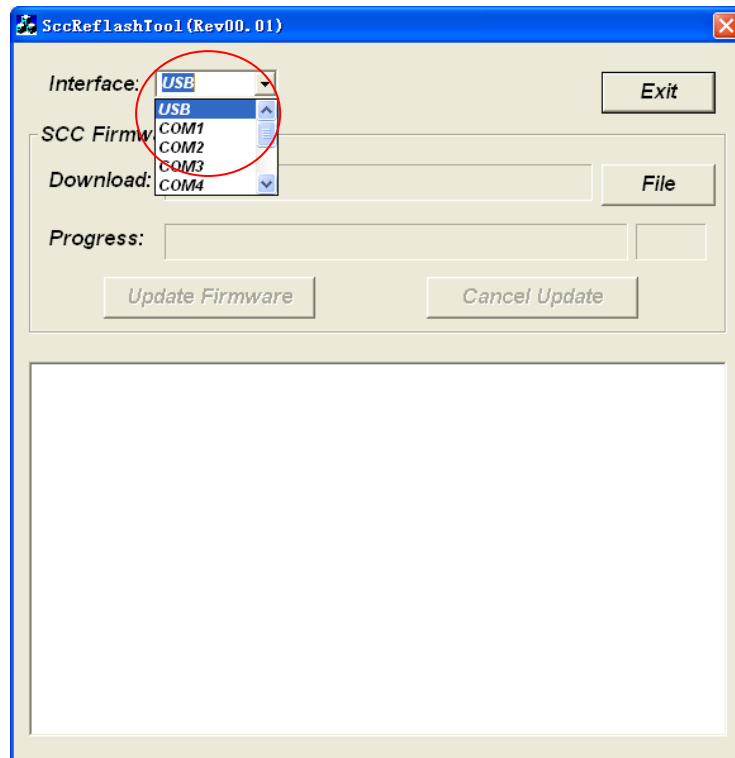 SccReflashTool(Rev00.01)
Interface: USB
Exit
USB
COM1
SCC Firmw
COM2
COM3
Download:
COM4
File
Progress:
Update Firmware
Cancel Update